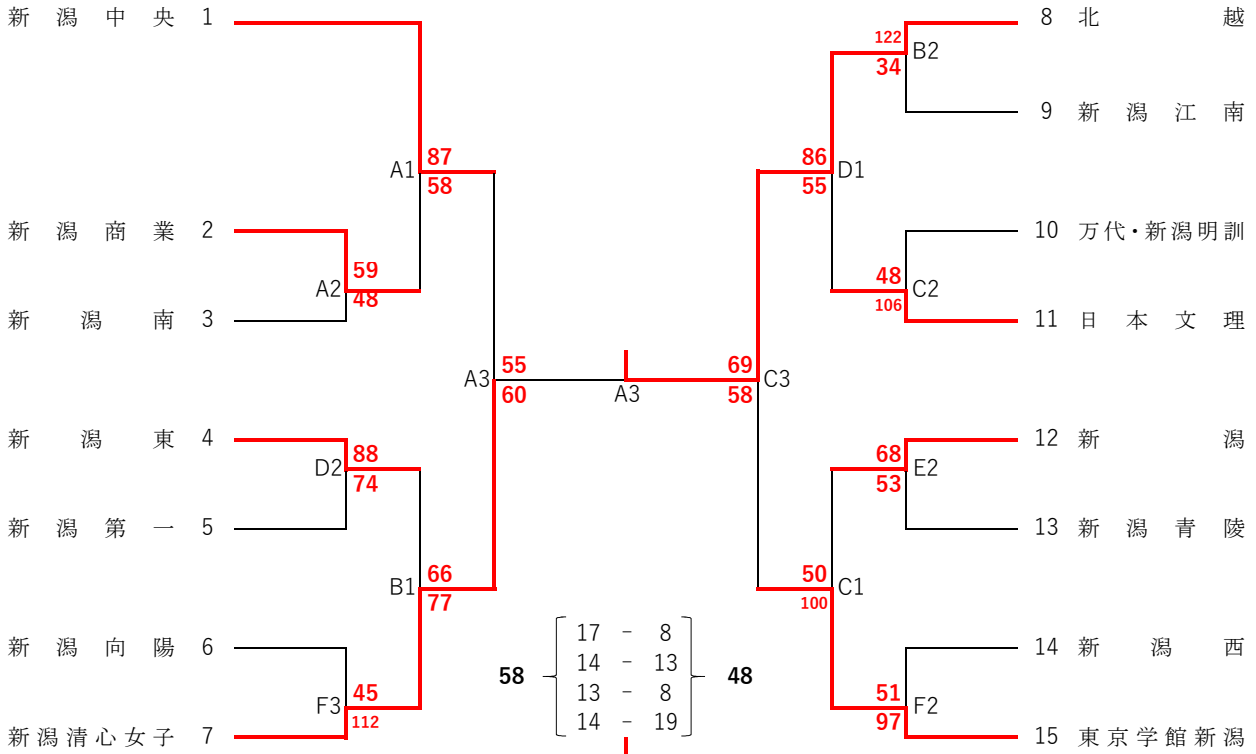 新潟中央 1
87
A1
58
新潟商業 2
59
A2
48
新潟南 3
55
A3
60
新潟東 4
88
D2
74
新潟第一 5
66
B1
77
新潟向陽 6
45
F3
112
新潟清心女子 7
A3
58
17 - 8
14 - 13
13 - 8
14 - 19
48
8 北越
122
B2
34
9 新潟江南
86
D1
55
10 万代・新潟明訓
48
C2
106
11 日本文理
69
C3
58
12 新潟
68
E2
53
13 新潟青陵
50
C1
100
14 新潟西
51
F2
97
15 東京学館新潟